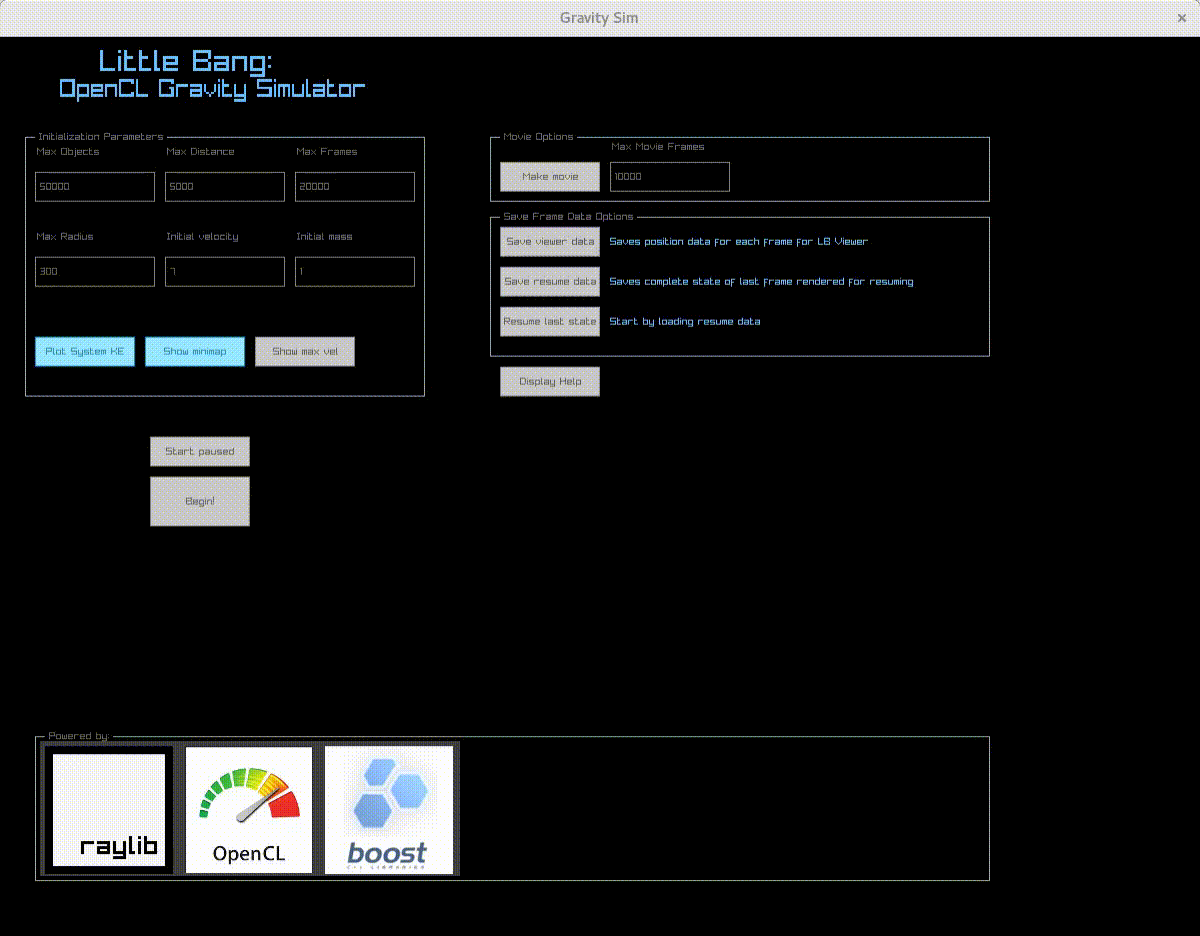 Gravity Sim
Little Bang:
OpenCL Gravity Simulator
Initialization Parameters
Max Objects Max Distance Max Frames
50000 5000 20000
Max Radius Initial velocity Initial mass
300 7 1
Plot System KE Show minimap Show max vel
Start paused
Begin!
Movie Options
Max Movie Frames
Make movie 10000
Save Frame Data Options
Save viewer data Saves position data for each frame for LB Viewer
Save resume data Saves complete state of last frame rendered for resuming
Resume last state Start by loading resume data
Display Help
Powered by:
raylib
OpenCL
boost